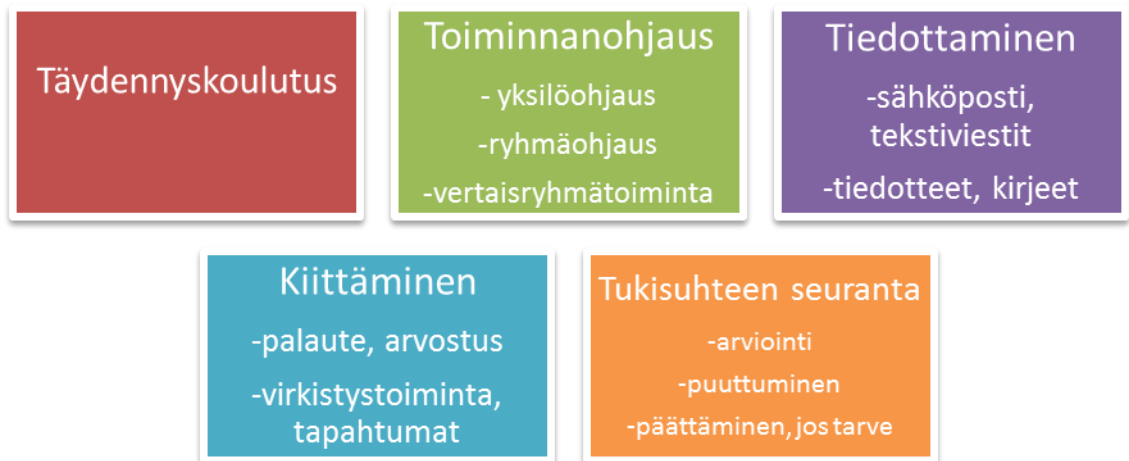 Täydennyskoulutus
Toiminnanohjaus
- yksilöohjaus
-ryhmäohjaus
-vertaisryhmätoiminta
Tiedottaminen
-sähköposti,
tekstiviestit
-tiedotteet, kirjeet
Kiittäminen
-palaute, arvostus
-virkistystoiminta,
tapahtumat
Tukisuhteen seuranta
-arviointi
-puuttuminen
-päättäminen, jos tarve